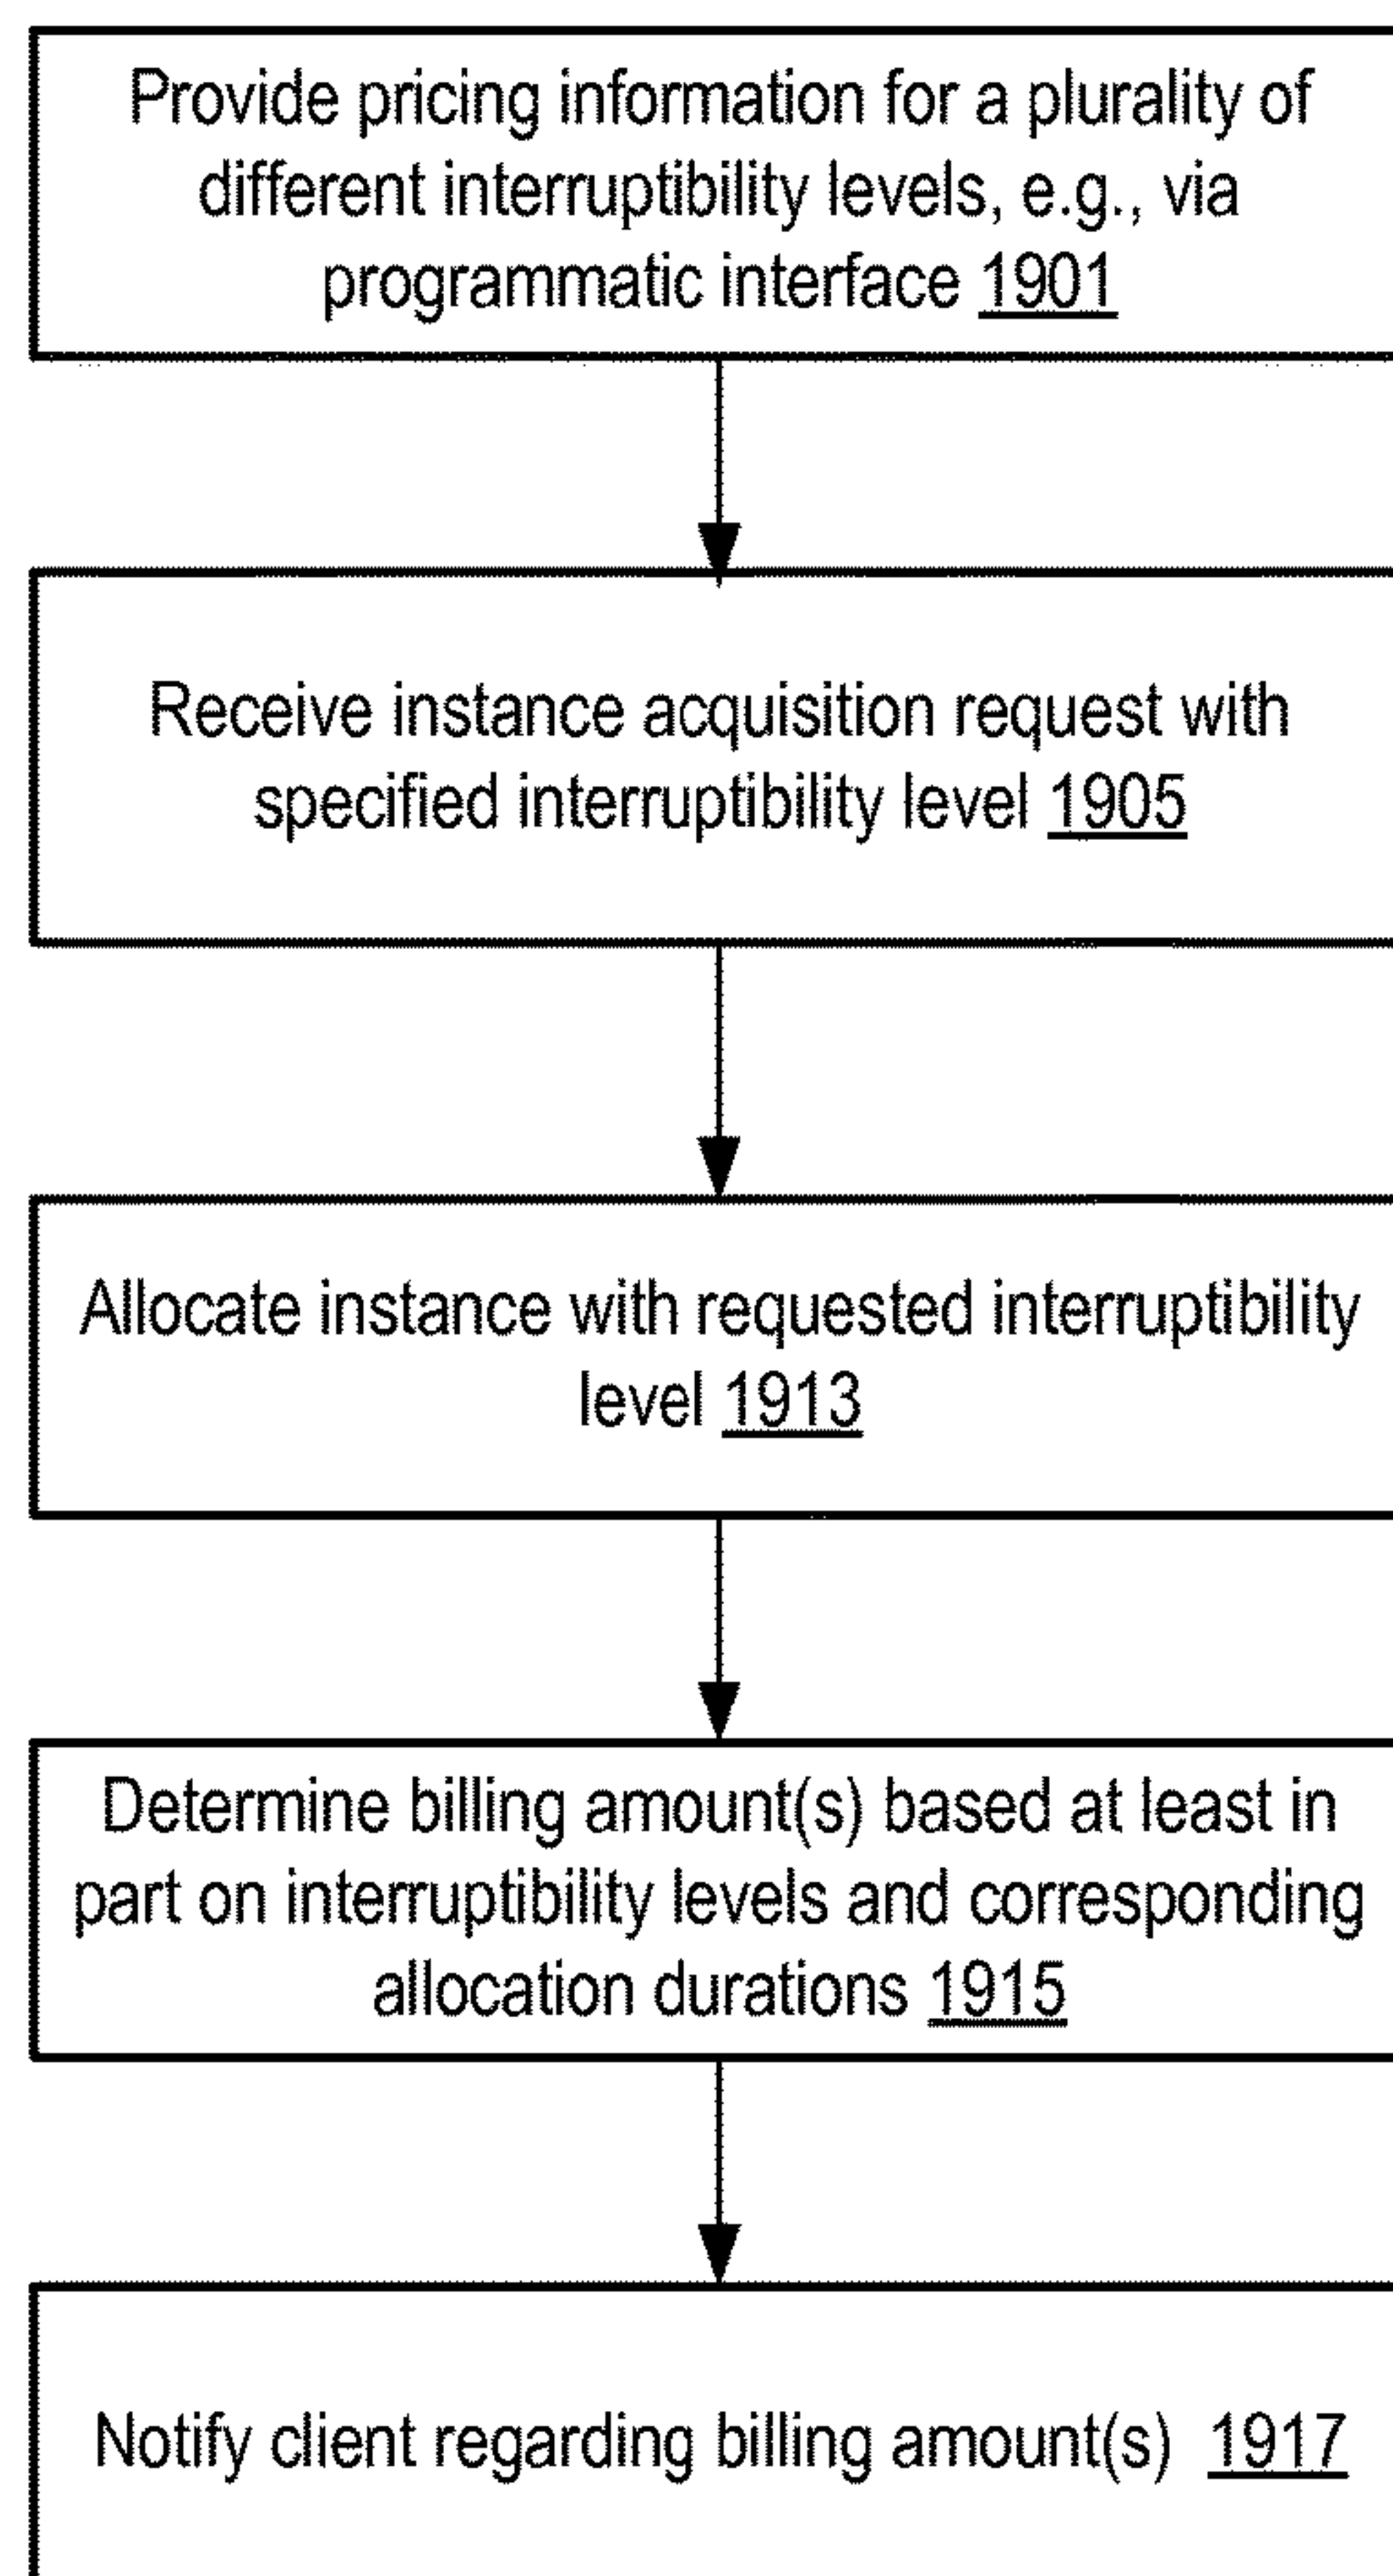 Provide pricing information for a plurality of
different interruptibility levels, e.g., via
programmatic interface 1901
Receive instance acquisition request with
specified interruptibility level 1905
Allocate instance with requested interruptibility
level 1913
Determine billing amount(s) based at least in
part on interruptibility levels and corresponding
allocation durations 1915
Notify client regarding billing amount(s) 1917